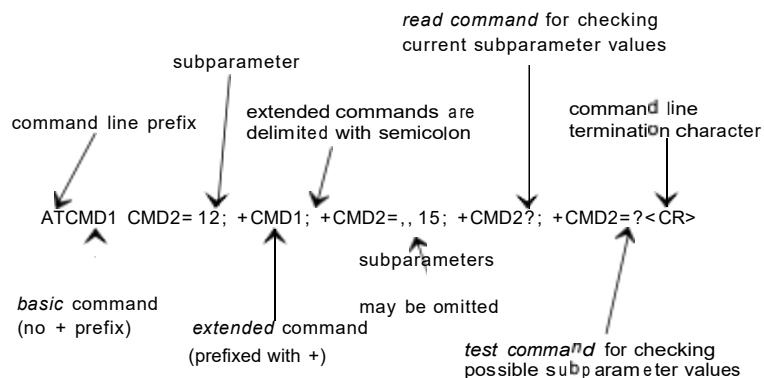 read command for checking
current subparameter values
subparameter
extended commands are
delimited with semicolon
command line
termination character
command line prefix
ATCMD1 CMD2=12; +CMD1; +CMD2=,,15; +CMD2?; +CMD2=?<CR>
subparameters
may be omitted
basic command
(no + prefix)
extended command
(prefixed with +)
test command for checking
possible subparameter values